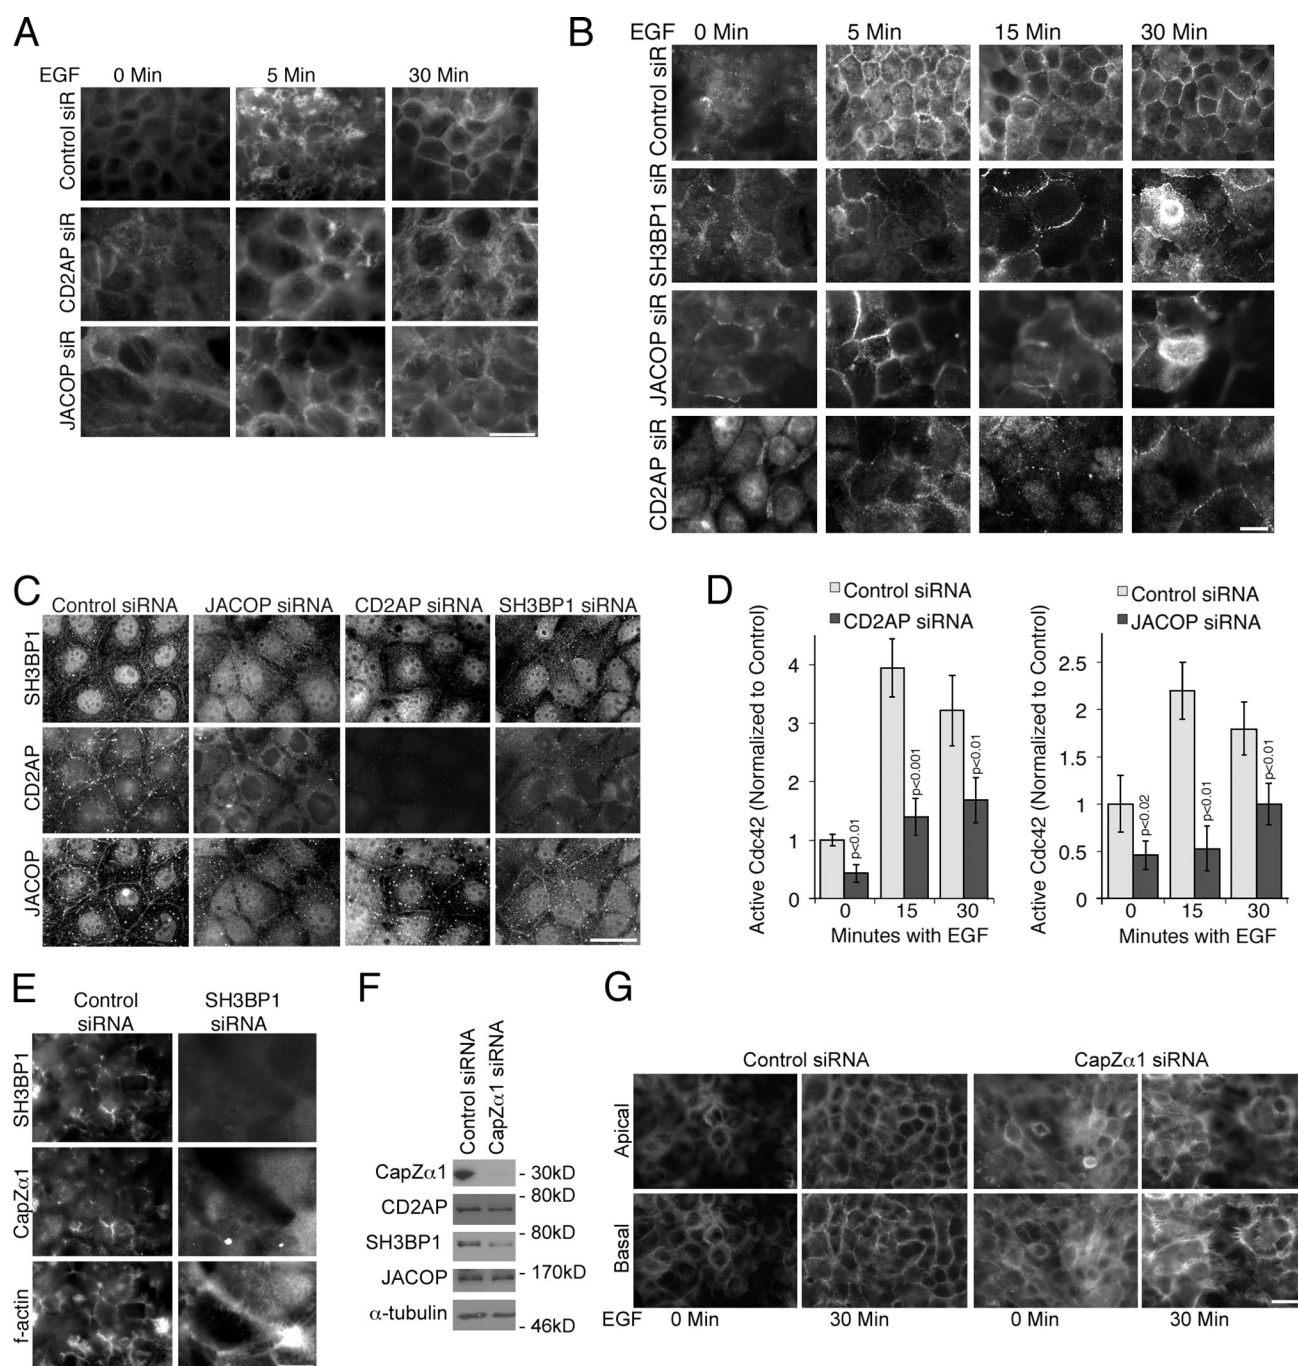 A
EGF 0 Min 5 Min 30 Min
Control siR
CD2AP siR
JACOP siR
B
EGF 0 Min 5 Min 15 Min 30 Min
Control siR
SH3BP1 siR
JACOP siR
CD2AP siR
C
Control siRNA JACOP siRNA CD2AP siRNA SH3BP1 siRNA
SH3BP1
CD2AP
JACOP
D
Control siRNA
CD2AP siRNA
Active Cdc42 (Normalized to Control)
4
3
2
1
0
p<0.01
p<0.001
p<0.01
0 15 30
Minutes with EGF
Control siRNA
JACOP siRNA
Active Cdc42 (Normalized to Control)
2.5
2
1.5
1
0.5
0
p<0.02
p<0.01
p<0.01
0 15 30
Minutes with EGF
E
Control siRNA
SH3BP1 siRNA
SH3BP1
CapZα1
f-actin
F
Control siRNA
CapZα1 siRNA
CapZα1 - 30kD
- 80kD
CD2AP
- 80kD
SH3BP1
JACOP - 170kD
α-tubulin
- 46kD
G
Control siRNA CapZα1 siRNA
Apical
Basal
EGF 0 Min 30 Min 0 Min 30 Min